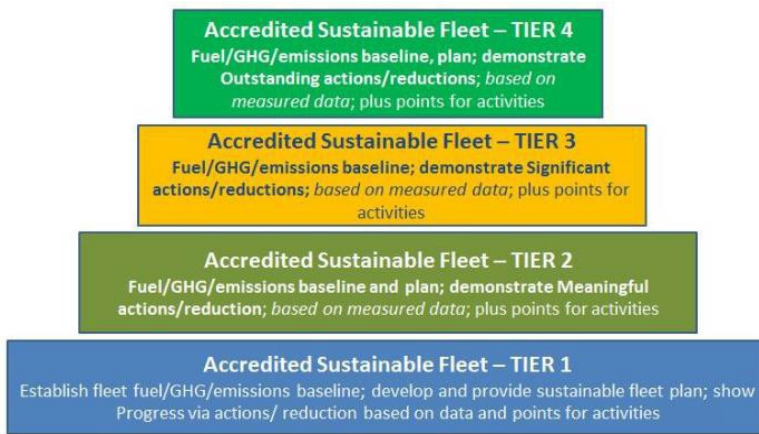 Accredited Sustainable Fleet – TIER 4
Fuel/GHG/emissions baseline, plan; demonstrate
Outstanding actions/reductions; based on
measured data; plus points for activities
Accredited Sustainable Fleet – TIER 3
Fuel/GHG/emissions baseline; demonstrate Significant
actions/reductions; based on measured data; plus points for
activities
Accredited Sustainable Fleet – TIER 2
Fuel/GHG/emissions baseline and plan; demonstrate Meaningful
actions/reduction; based on measured data; plus points for activities
Accredited Sustainable Fleet – TIER 1
Establish fleet fuel/GHG/emissions baseline; develop and provide sustainable fleet plan; show
Progress via actions/ reduction based on data and points for activities